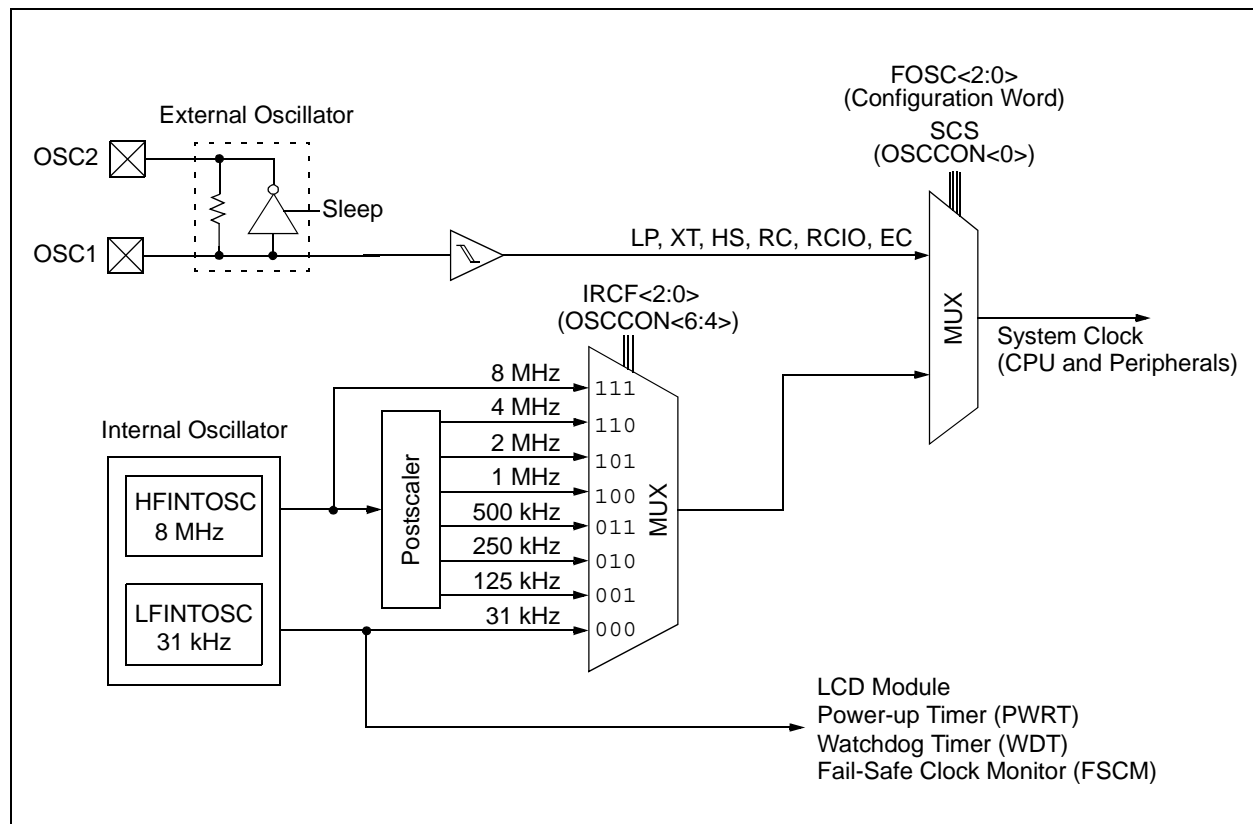 FOSC<2:0>
(Configuration Word)
SCS
(OSCCON<0>)
External Oscillator
OSC2
Sleep
OSC1
LP, XT, HS, RC, RCIO, EC
IRCF<2:0>
(OSCCON<6:4>)
MUX
System Clock
(CPU and Peripherals)
Internal Oscillator
HFINTOSC
8 MHz
LFINTOSC
31 kHz
Postscaler
8 MHz
111
4 MHz
110
2 MHz
101
1 MHz
100
500 kHz
011
250 kHz
010
125 kHz
001
31 kHz
000
MUX
LCD Module
Power-up Timer (PWRT)
Watchdog Timer (WDT)
Fail-Safe Clock Monitor (FSCM)